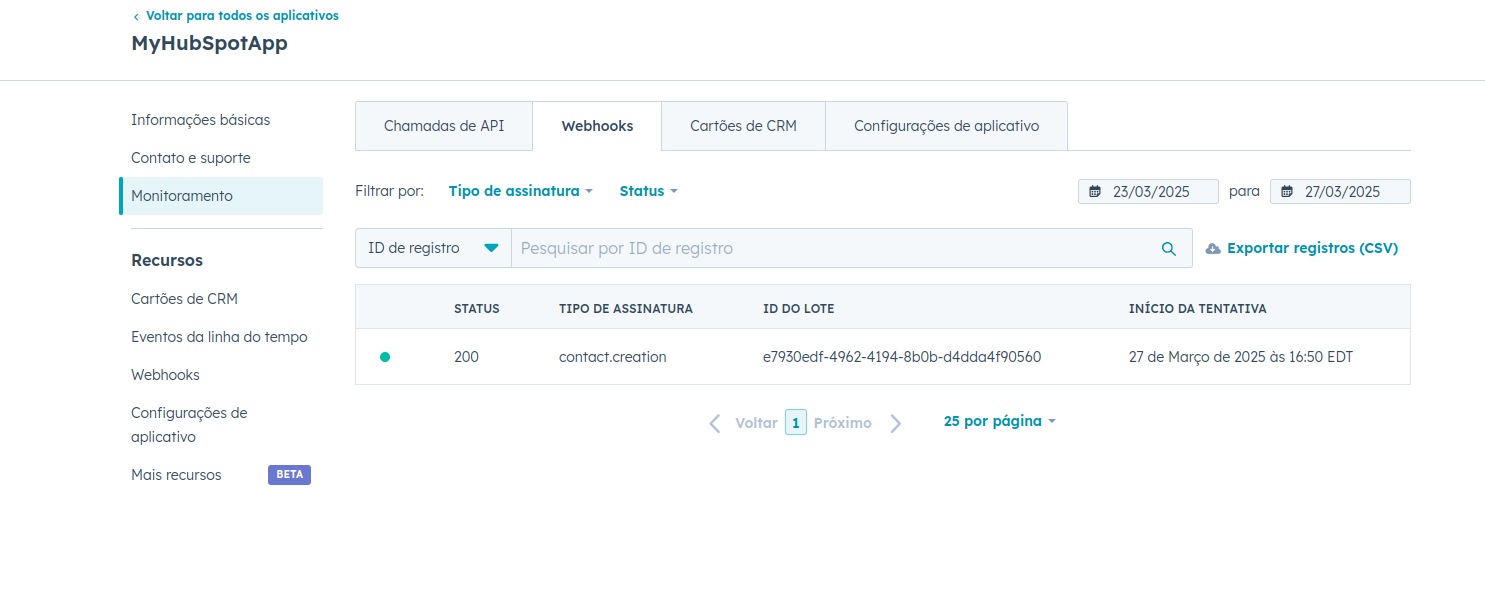 Voltar para todos os aplicativos
MyHubSpotApp
Informações básicas
Contato e suporte
Monitoramento
Recursos
Cartões de CRM
Eventos da linha do tempo
Webhooks
Configurações de
aplicativo
Mais recursos BETA
Chamadas de API Webhooks Cartões de CRM Configurações de aplicativo
Filtrar por: Tipo de assinatura Status 23/03/2025 para 27/03/2025
ID de registro Pesquisar por ID de registro Exportar registros (CSV)
STATUS TIPO DE ASSINATURA ID DO LOTE INÍCIO DA TENTATIVA
200 contact.creation e7930edf-4962-4194-8b0b-d4dda4f90560 27 de Março de 2025 às 16:50 EDT
Voltar 1 Próximo 25 por página